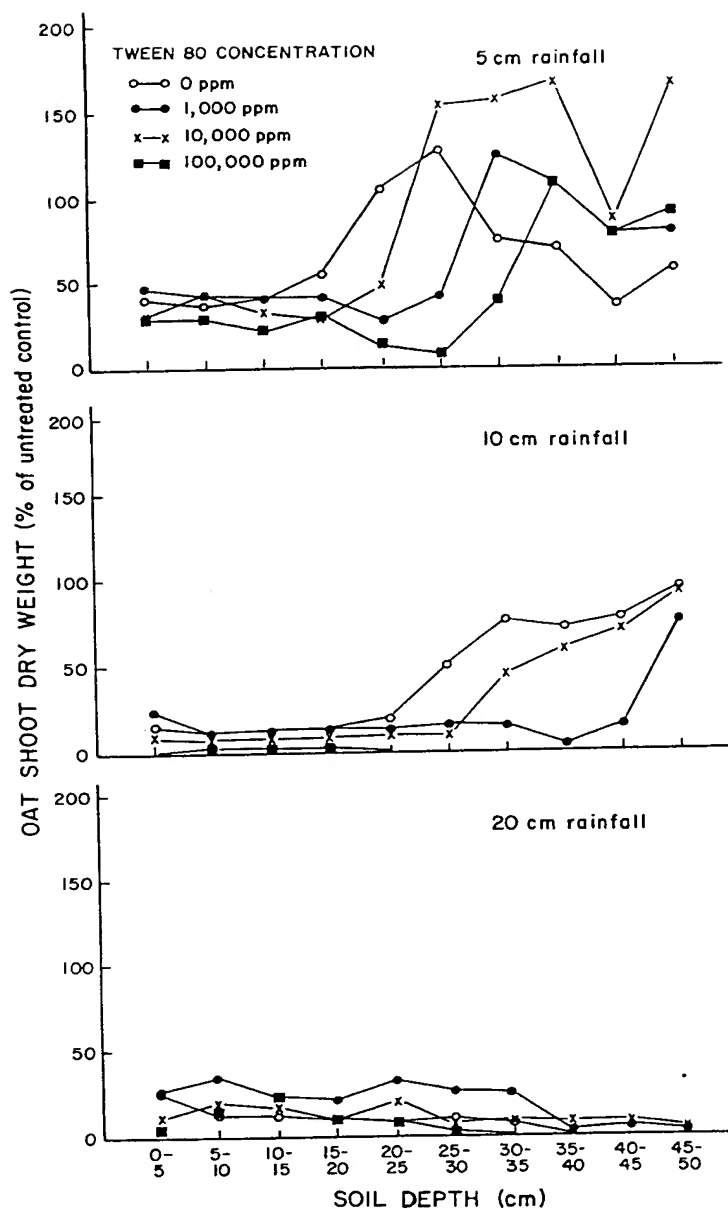 200
150
100
50
0
TWEEN 80 CONCENTRATION
0 ppm
1,000 ppm
10,000 ppm
100,000 ppm
5 cm rainfall
OAT SHOOT DRY WEIGHT (% of untreated control)
200
150
100
50
0
10 cm rainfall
200
150
100
50
0
20 cm rainfall
0-5
5-10
10-15
15-20
20-25
25-30
30-35
35-40
40-45
45-50
SOIL DEPTH (cm)